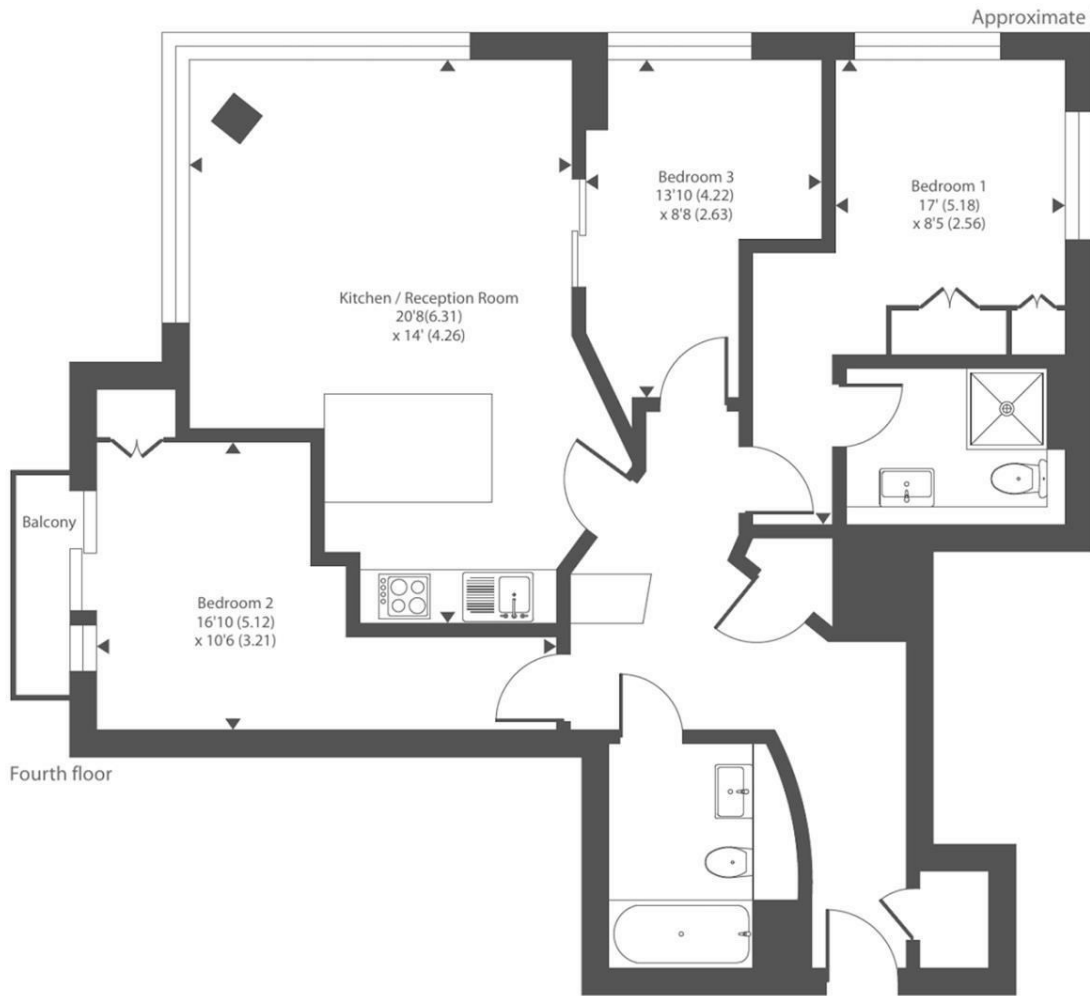 Approximate
Bedroom 3
13'10 (4.22)
x 8'8 (2.63)
Bedroom 1
17' (5.18)
x 8'5 (2.56)
Kitchen / Reception Room
20'8(6.31)
x 14' (4.26)
Balcony
Bedroom 2
16'10 (5.12)
x 10'6 (3.21)
Fourth floor